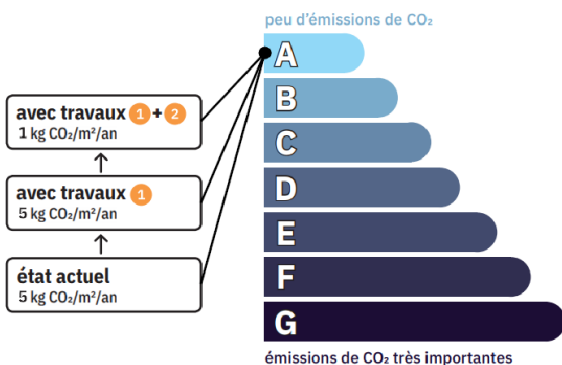 peu d'émissions de CO₂
A
B
C
D
E
F
G
émissions de CO₂ très importantes
avec travaux 1 + 2
1 kg CO₂/m²/an
avec travaux 1
5 kg CO₂/m²/an
état actuel
5 kg CO₂/m²/an